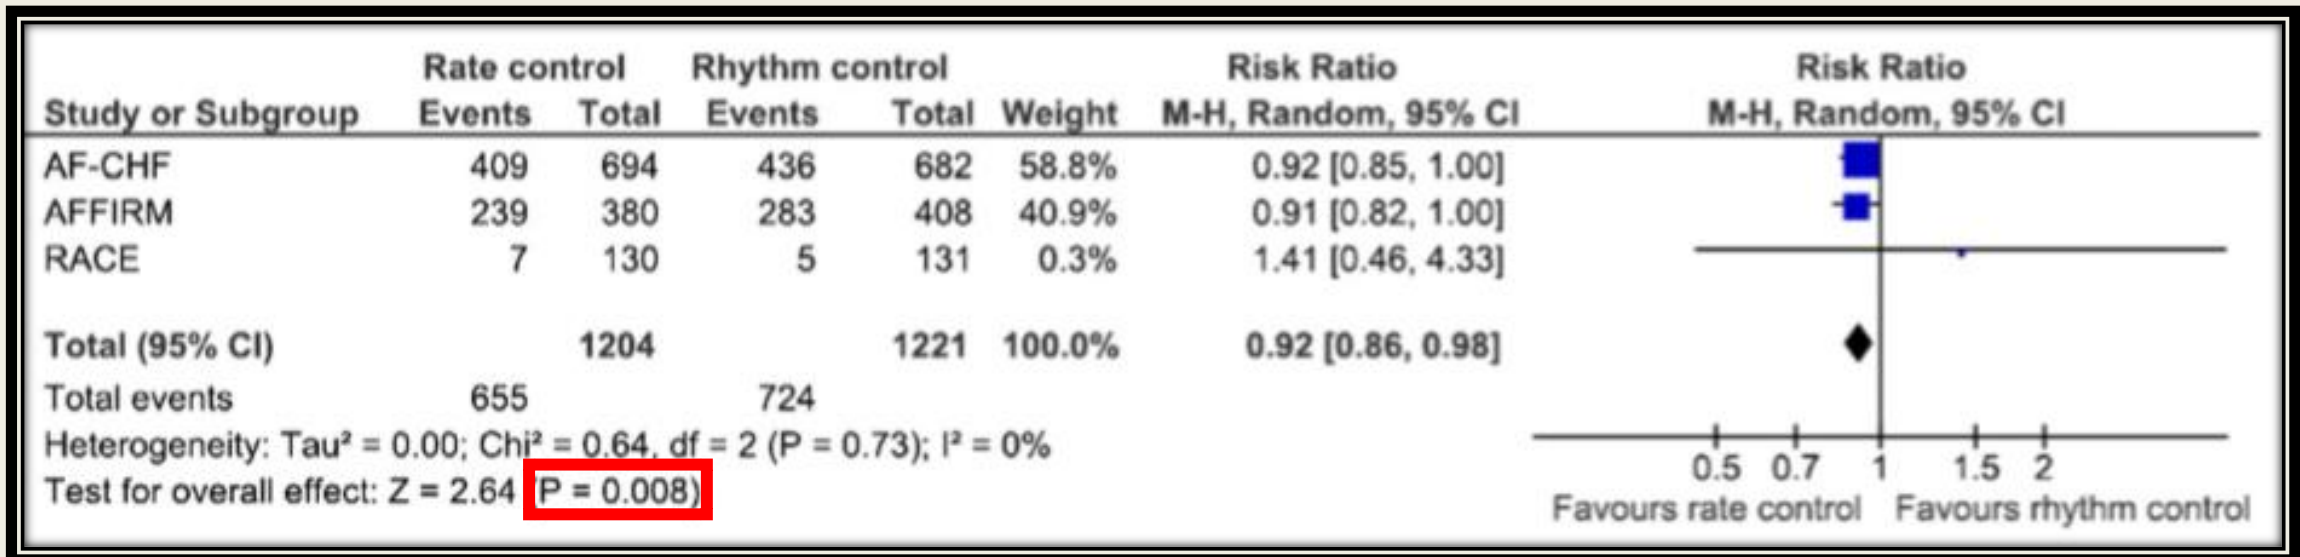 Rate control Rhythm control Risk Ratio Risk Ratio
Study or Subgroup Events Total Events Total Weight M-H, Random, 95% CI M-H, Random, 95% CI
AF-CHF 409 694 436 682 58.8% 0.92 [0.85, 1.00]
AFFIRM 239 380 283 408 40.9% 0.91 [0.82, 1.00]
RACE 7 130 5 131 0.3% 1.41 [0.46, 4.33]
Total (95% CI) 1204 1221 100.0% 0.92 [0.86, 0.98]
Total events 655 724
Heterogeneity: Tau² = 0.00; Chi² = 0.64, df = 2 (P = 0.73); I² = 0%
Test for overall effect: Z = 2.64 (P = 0.008)
0.5 0.7 1 1.5 2
Favours rate control Favours rhythm control